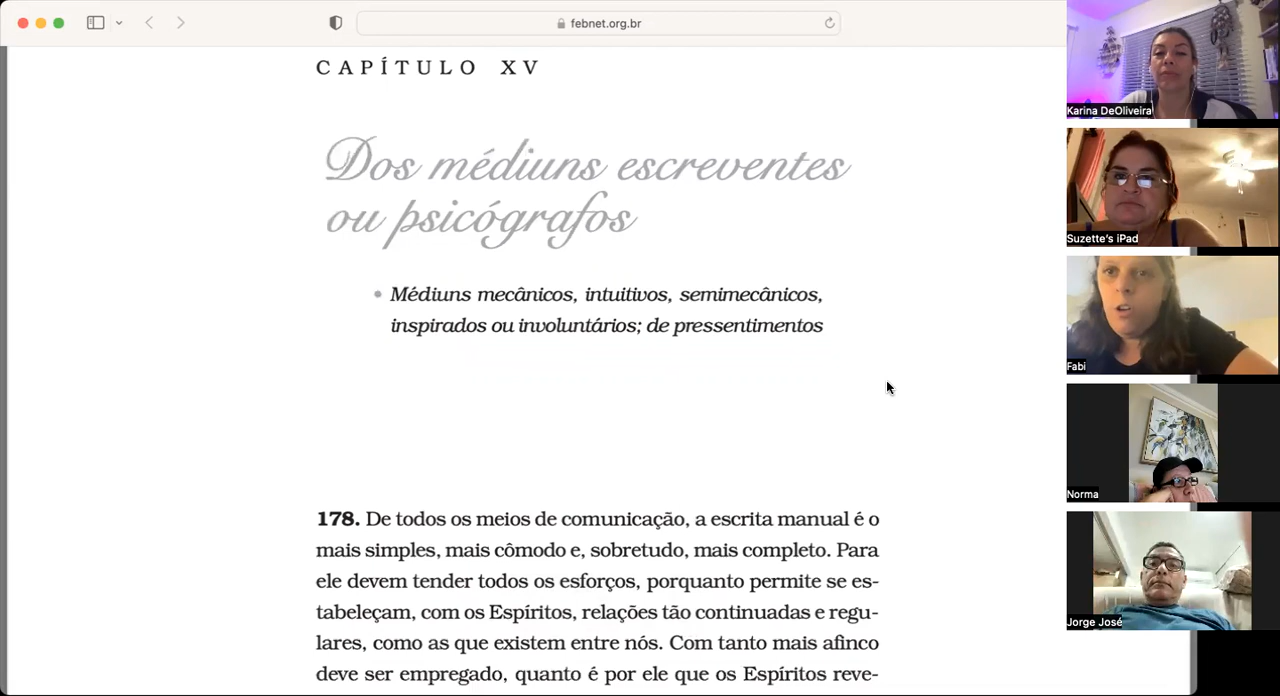 febnet.org.br
CAPÍTULO XV
Dos médiuns escreventes
ou psicógrafos
• Médiuns mecânicos, intuitivos, semimecânicos,
inspirados ou involuntários; de pressentimentos
178. De todos os meios de comunicação, a escrita manual é o
mais simples, mais cômodo e, sobretudo, mais completo. Para
ele devem tender todos os esforços, porquanto permite se es-
tabeleçam, com os Espíritos, relações tão continuadas e regu-
lares, como as que existem entre nós. Com tanto mais afinco
deve ser empregado, quanto é por ele que os Espíritos reve-
Karina DeOliveira
Suzette's iPad
Fabi
Norma
Jorge José